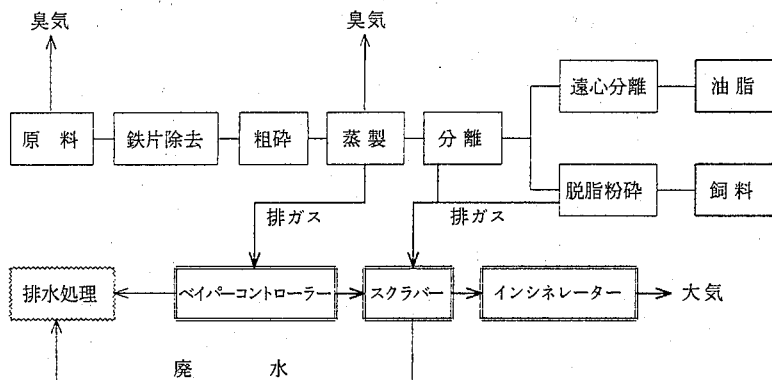 臭気
臭気
遠心分離
油脂
原料
鉄片除去
粗砕
蒸製
分離
脱脂粉砕
飼料
排ガス
排ガス
排水処理
ベイパーコントローラー
スクラバー
インシネレーター
大気
廃水